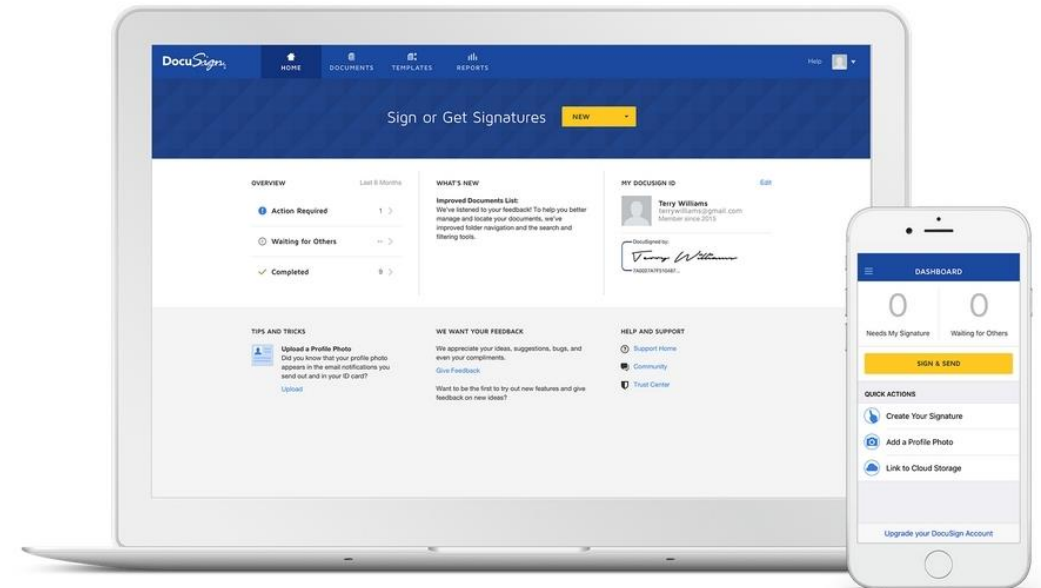 DocuSign
HOME
DOCUMENTS
TEMPLATES
REPORTS
Help
Sign or Get Signatures
NEW
OVERVIEW
Last 6 Months
Action Required 1
Waiting for Others --
Completed 9
WHAT'S NEW
Improved Documents List:
We've listened to your feedback! To help you better
manage and locate your documents, we've
improved folder navigation and the search and
filtering tools.
MY DOCUSIGN ID
Edit
Terry Williams
terrywilliams@gmail.com
Member since 2015
DocuSigned by:
Terry Williams
TIPS AND TRICKS
Upload a Profile Photo
Did you know that your profile photo
appears in the email notifications you
send out and in your ID card?
Upload
WE WANT YOUR FEEDBACK
We appreciate your ideas, suggestions, bugs, and
even your compliments.
Give Feedback
Want to be the first to try out new features and give
feedback on new ideas?
HELP AND SUPPORT
Support Home
Community
Trust Center
DASHBOARD
0 0
Needs My Signature Waiting for Others
SIGN & SEND
QUICK ACTIONS
Create Your Signature
Add a Profile Photo
Link to Cloud Storage
Upgrade your DocuSign Account